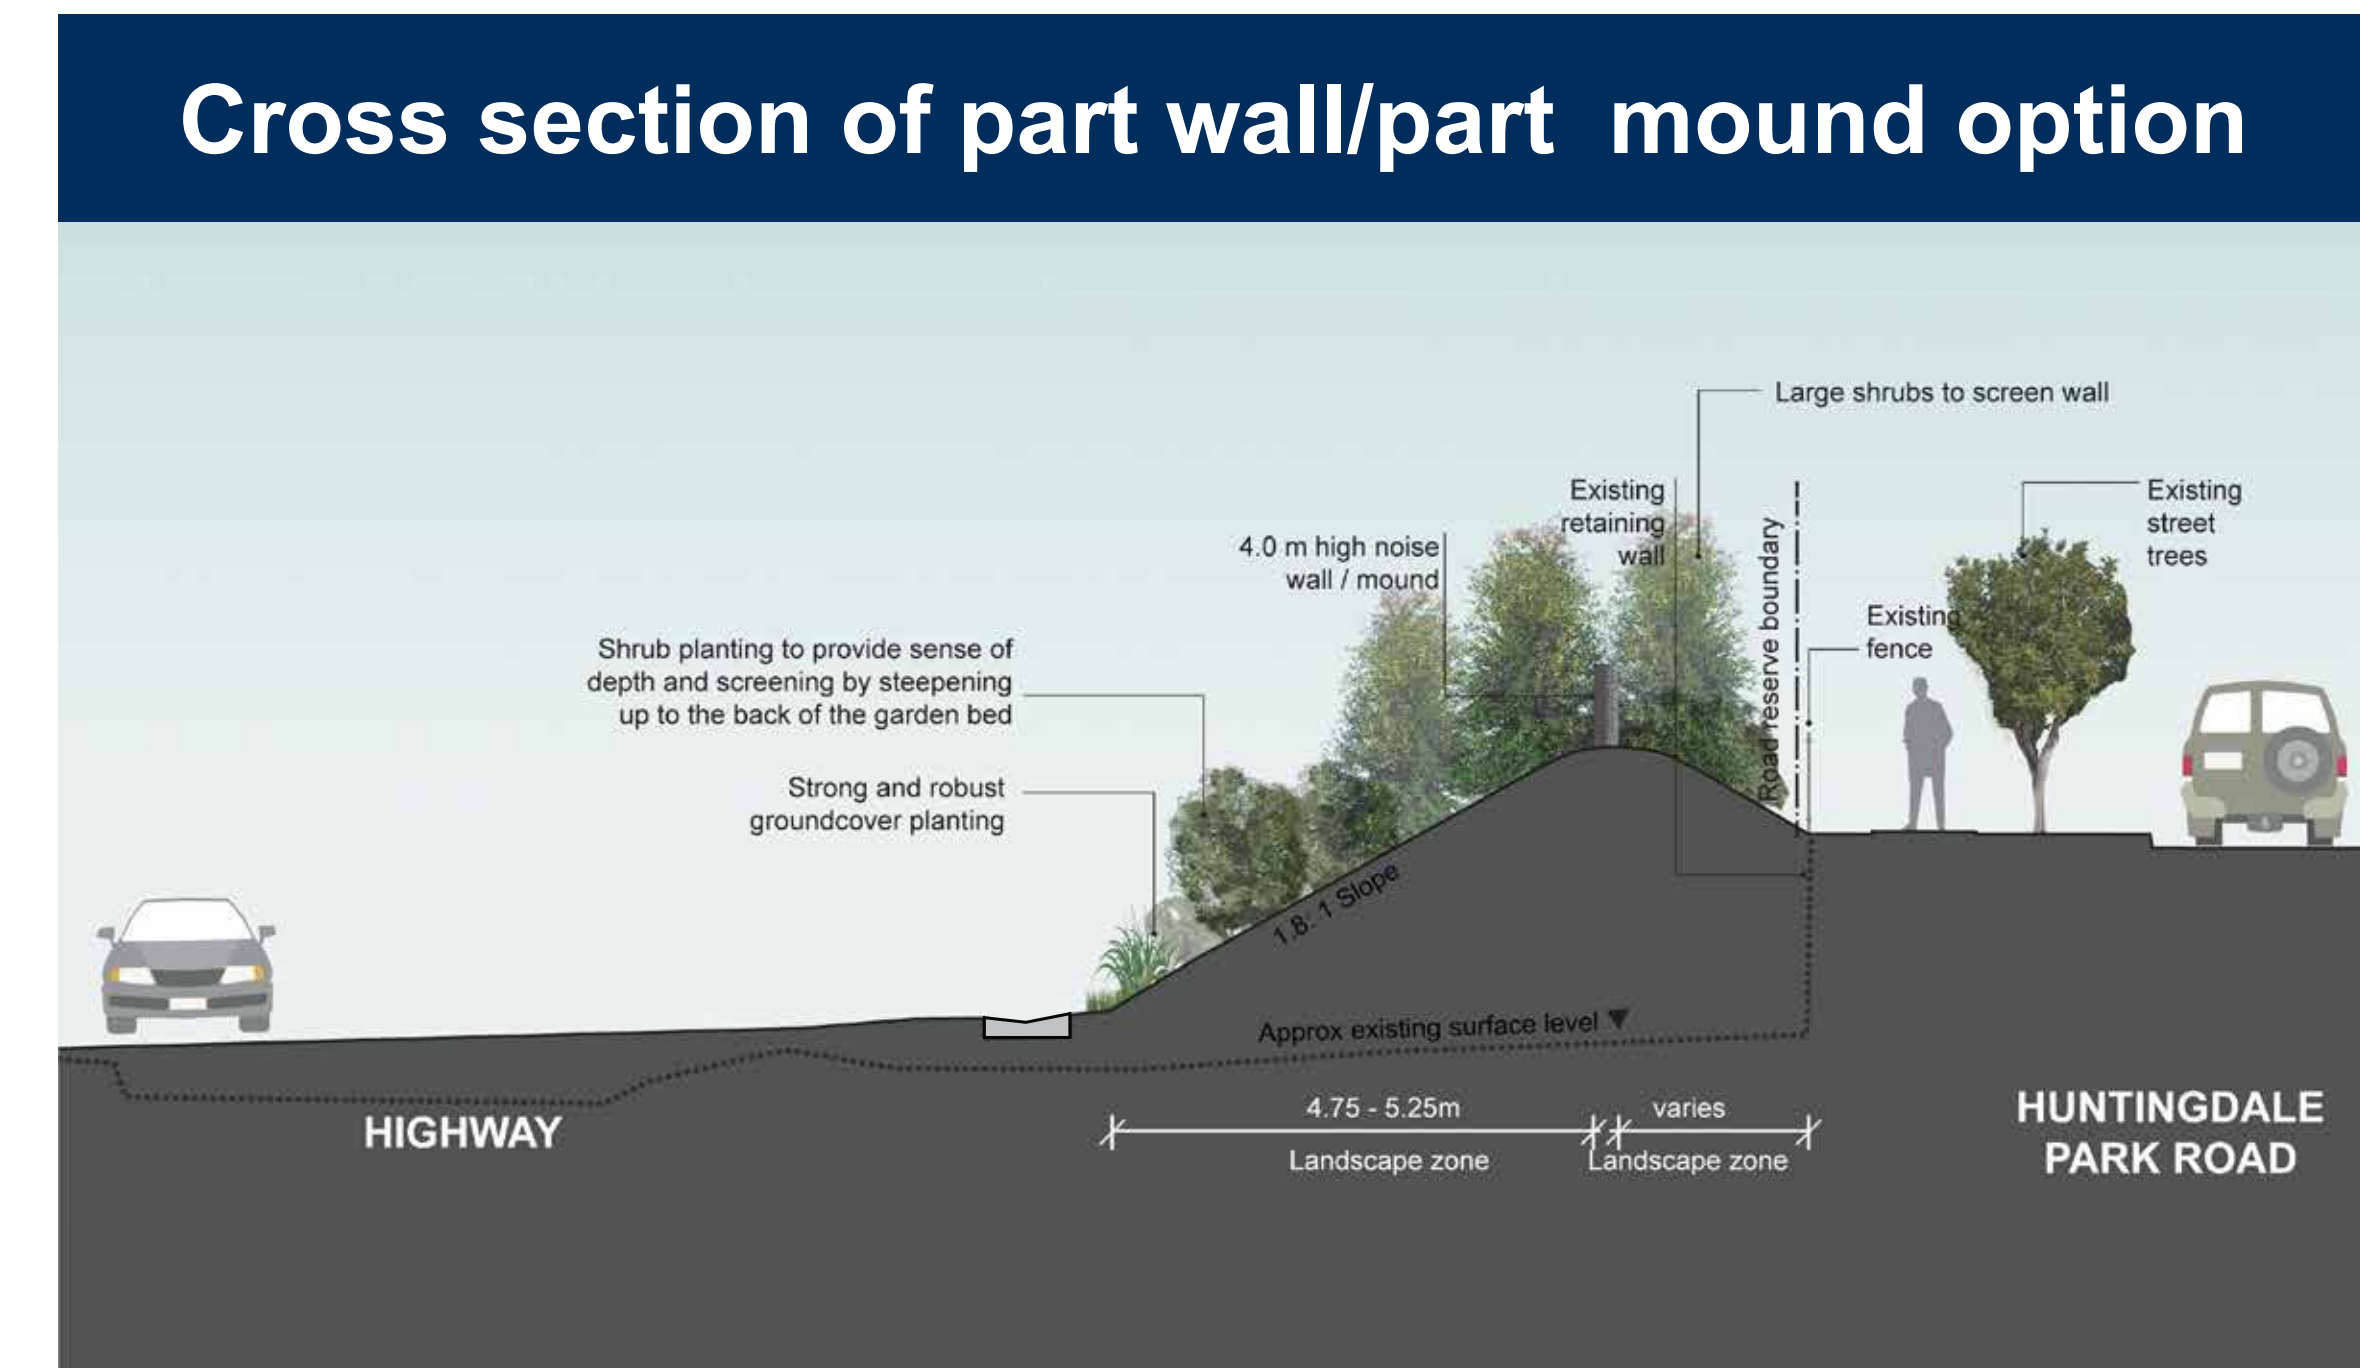 Cross section of part wall/part  mound option
Large shrubs to screen wall
Existing
retaining
wall
Existing
street
trees
4.0 m high noise
wall / mound
Road reserve boundary
Existing
fence
Shrub planting to provide sense of
depth and screening by steepening
up to the back of the garden bed
Strong and robust
groundcover planting
1.8: 1 Slope
Approx existing surface level
HIGHWAY
4.75 - 5.25m
varies
Landscape zone
Landscape zone
HUNTINGDALE
PARK ROAD